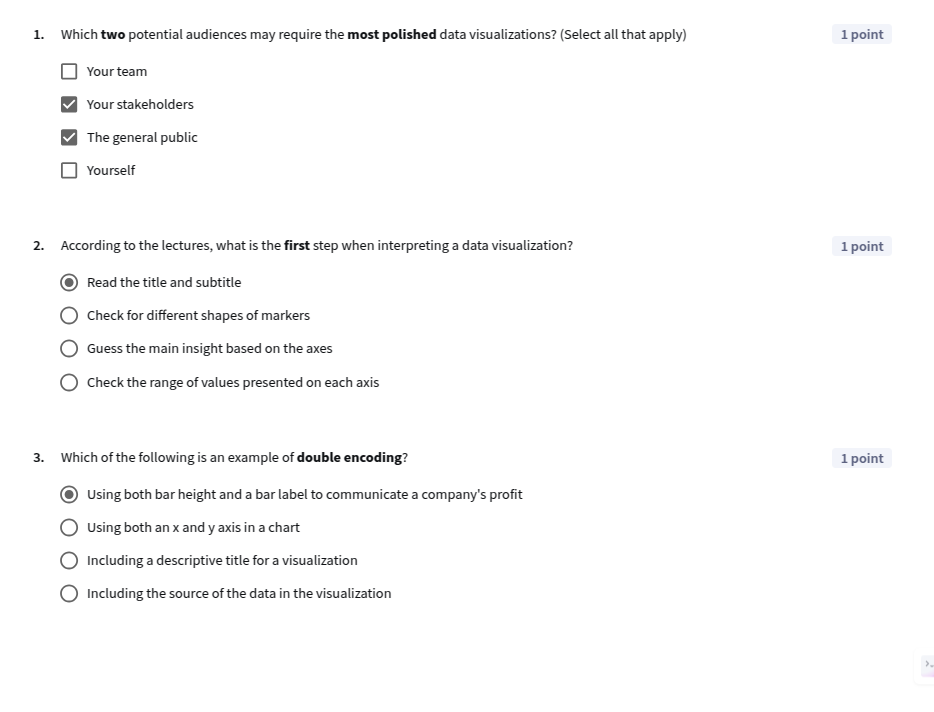 1. Which two potential audiences may require the most polished data visualizations? (Select all that apply)
1 point
Your team
Your stakeholders
The general public
Yourself
2. According to the lectures, what is the first step when interpreting a data visualization?
1 point
Read the title and subtitle
Check for different shapes of markers
Guess the main insight based on the axes
Check the range of values presented on each axis
3. Which of the following is an example of double encoding?
1 point
Using both bar height and a bar label to communicate a company's profit
Using both an x and y axis in a chart
Including a descriptive title for a visualization
Including the source of the data in the visualization